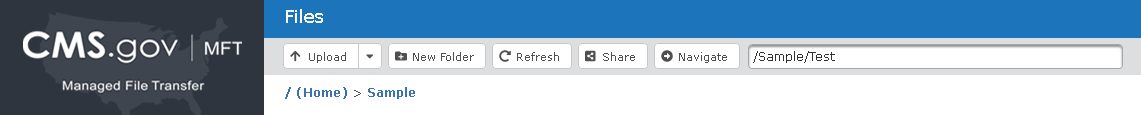 CMS.gov | MFT
Managed File Transfer
Files
Upload New Folder Refresh Share Navigate /Sample/Test
/ (Home) > Sample